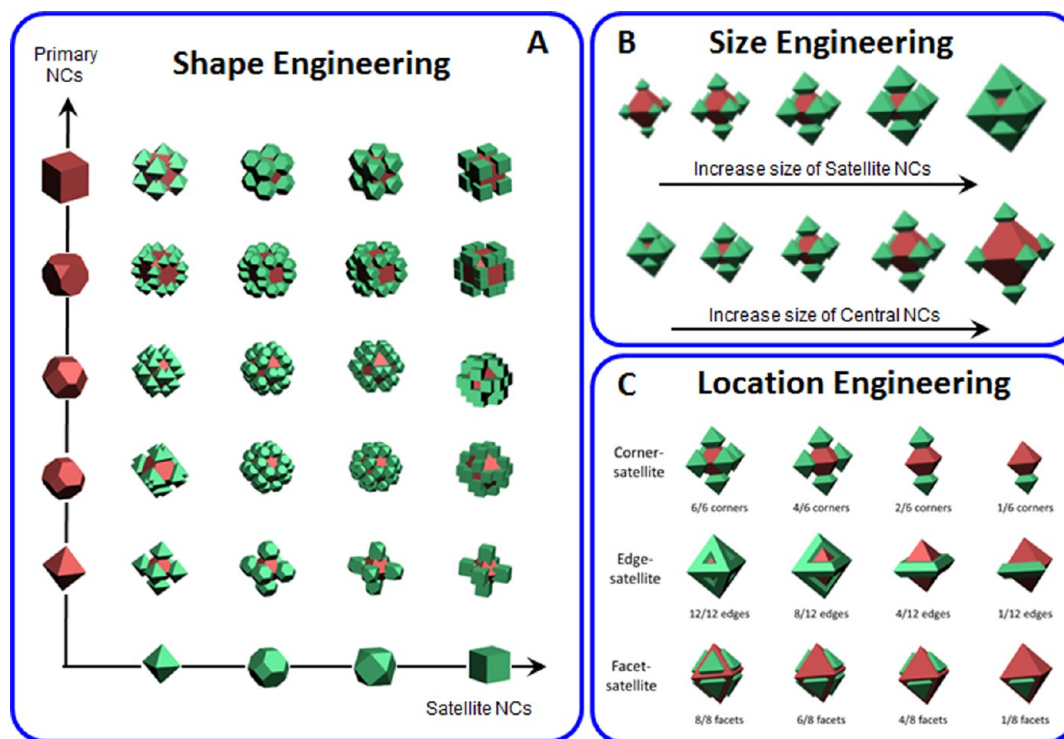 A
Shape Engineering
Primary
NCs
Satellite NCs
B
Size Engineering
Increase size of Satellite NCs
Increase size of Central NCs
C
Location Engineering
Corner-
satellite
6/6 corners
4/6 corners
2/6 corners
1/6 corners
Edge-
satellite
12/12 edges
8/12 edges
4/12 edges
1/12 edges
Facet-
satellite
8/8 facets
6/8 facets
4/8 facets
1/8 facets